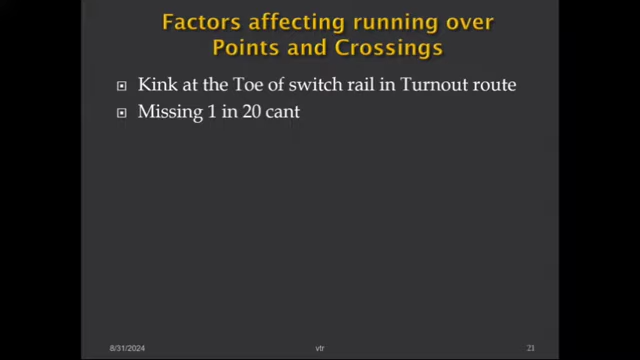 Factors affecting running over
Points and Crossings
Kink at the Toe of switch rail in Turnout route
Missing 1 in 20 cant
8/31/2024
vtr
21